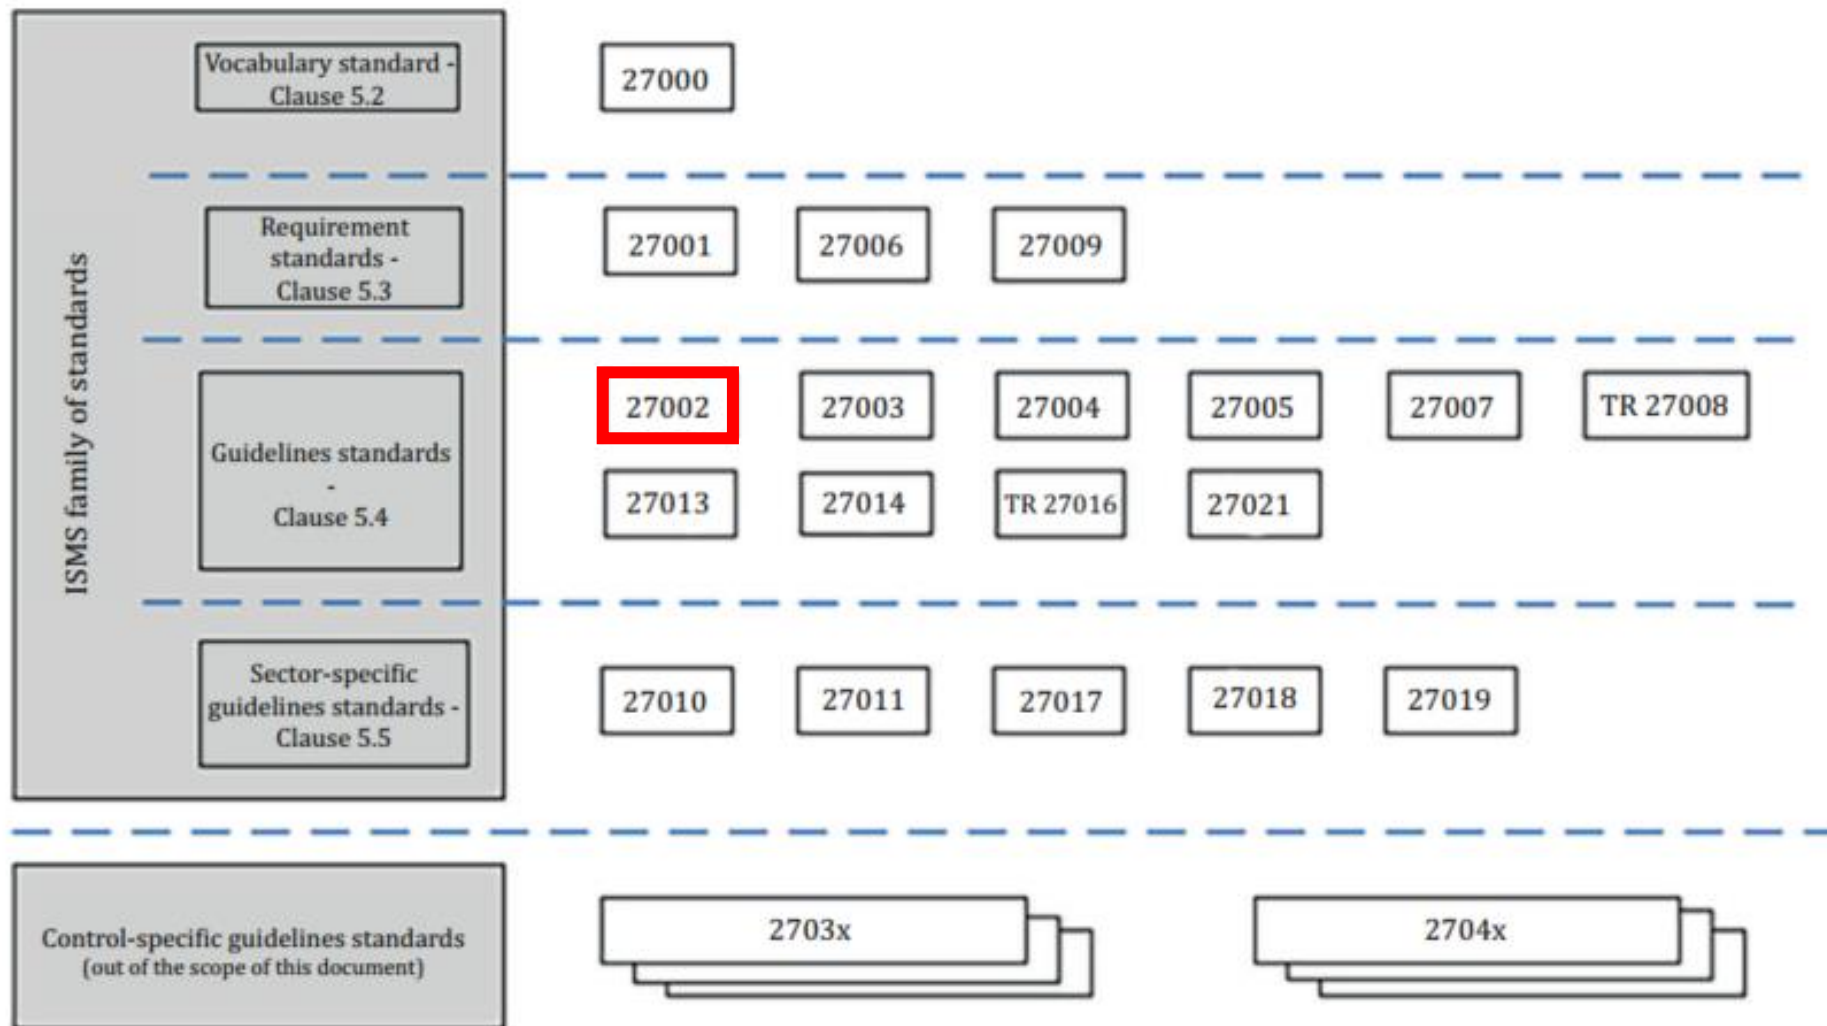 ISMS family of standards
Vocabulary standard -
Clause 5.2
27000
Requirement
standards -
Clause 5.3
27001
27006
27009
Guidelines standards
-
Clause 5.4
27002
27003
27004
27005
27007
TR 27008
27013
27014
TR 27016
27021
Sector-specific
guidelines standards -
Clause 5.5
27010
27011
27017
27018
27019
Control-specific guidelines standards
(out of the scope of this document)
2703x
2704x